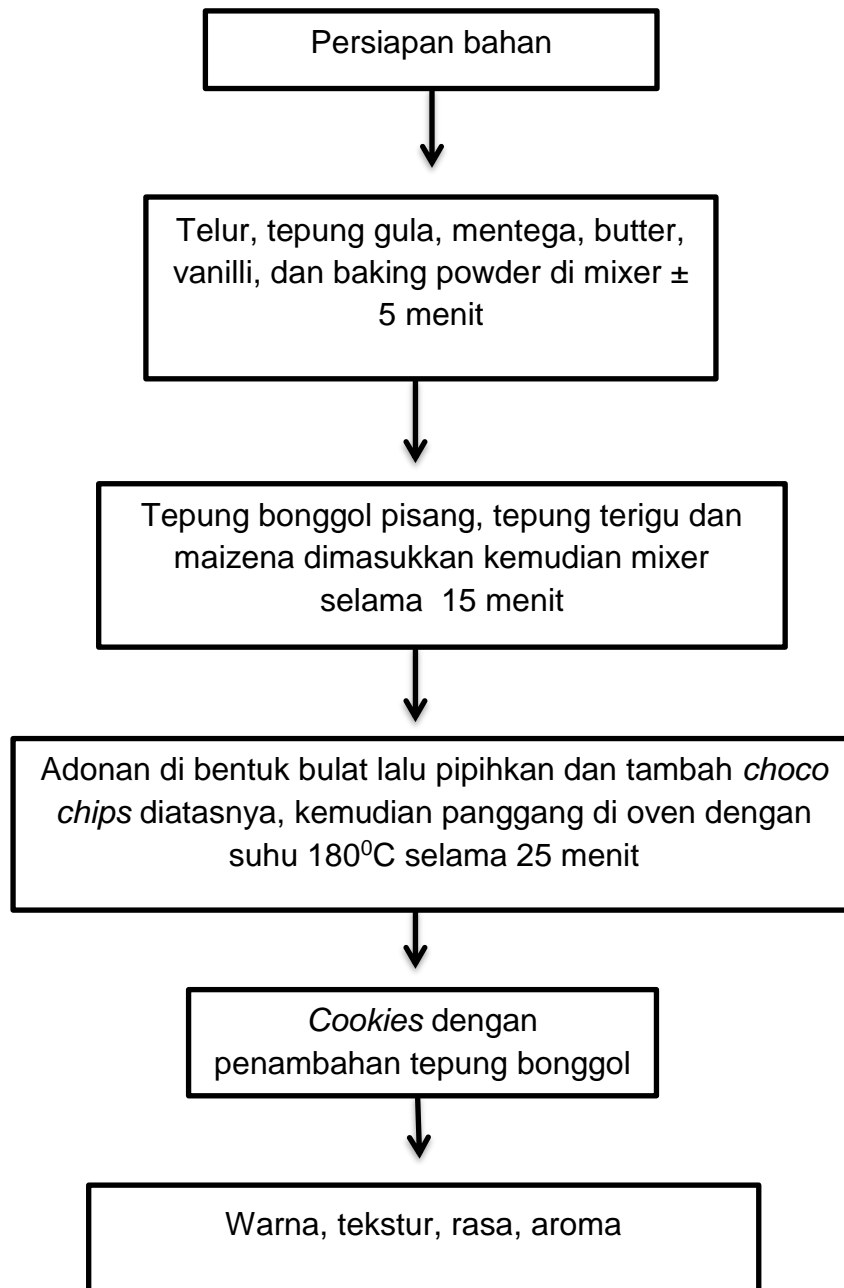 Persiapan bahan
Telur, tepung gula, mentega, butter,
vanilli, dan baking powder di mixer ±
5 menit
Tepung bonggol pisang, tepung terigu dan
maizena dimasukkan kemudian mixer
selama  15 menit
Adonan di bentuk bulat lalu pipihkan dan tambah choco
chips diatasnya, kemudian panggang di oven dengan
suhu 180⁰C selama 25 menit
Cookies dengan
penambahan tepung bonggol
Warna, tekstur, rasa, aroma